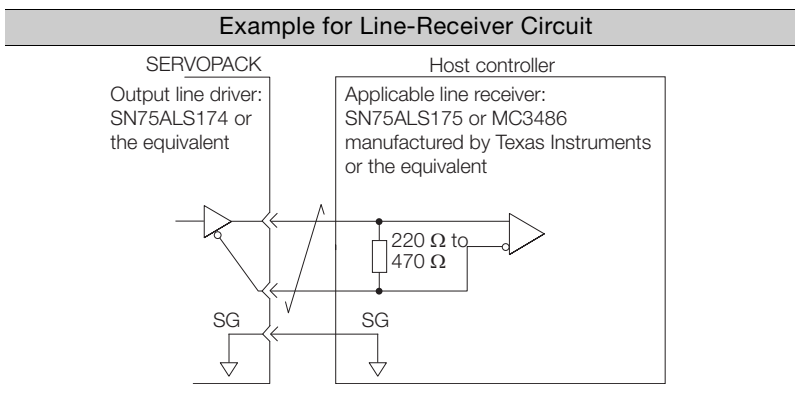 Example for Line-Receiver Circuit
SERVOPACK
Host controller
Output line driver:
SN75ALS174 or
the equivalent
Applicable line receiver:
SN75ALS175 or MC3486
manufactured by Texas Instruments
or the equivalent
220 Ω to
470 Ω
SG
SG